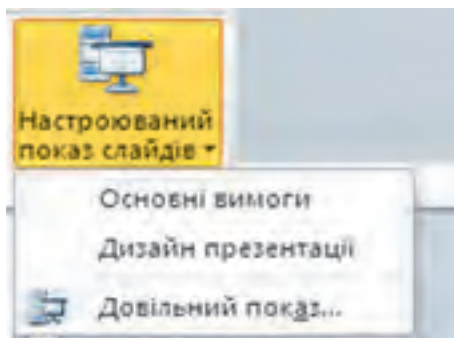 Настроюваний
показ слайдів
Основні вимоги
Дизайн презентації
Довільний показ...